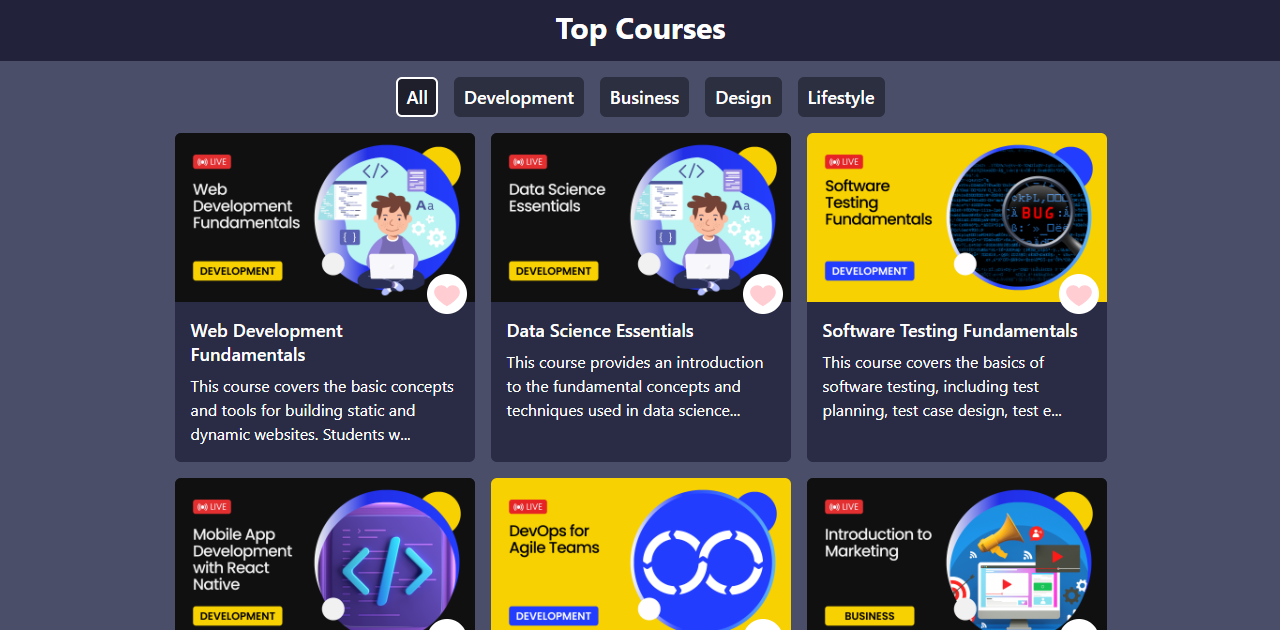 Top Courses
All Development Business Design Lifestyle
LIVE
Web
Development
Fundamentals
DEVELOPMENT
Web Development
Fundamentals
This course covers the basic concepts
and tools for building static and
dynamic websites. Students w...
LIVE
Data Science
Essentials
DEVELOPMENT
Data Science Essentials
This course provides an introduction
to the fundamental concepts and
techniques used in data science...
LIVE
Software
Testing
Fundamentals
BUG
DEVELOPMENT
Software Testing Fundamentals
This course covers the basics of
software testing, including test
planning, test case design, test e...
LIVE
Mobile App
Development
with React
Native
DEVELOPMENT
LIVE
DevOps for
Agile Teams
DEVELOPMENT
LIVE
Introduction to
Marketing
BUSINESS